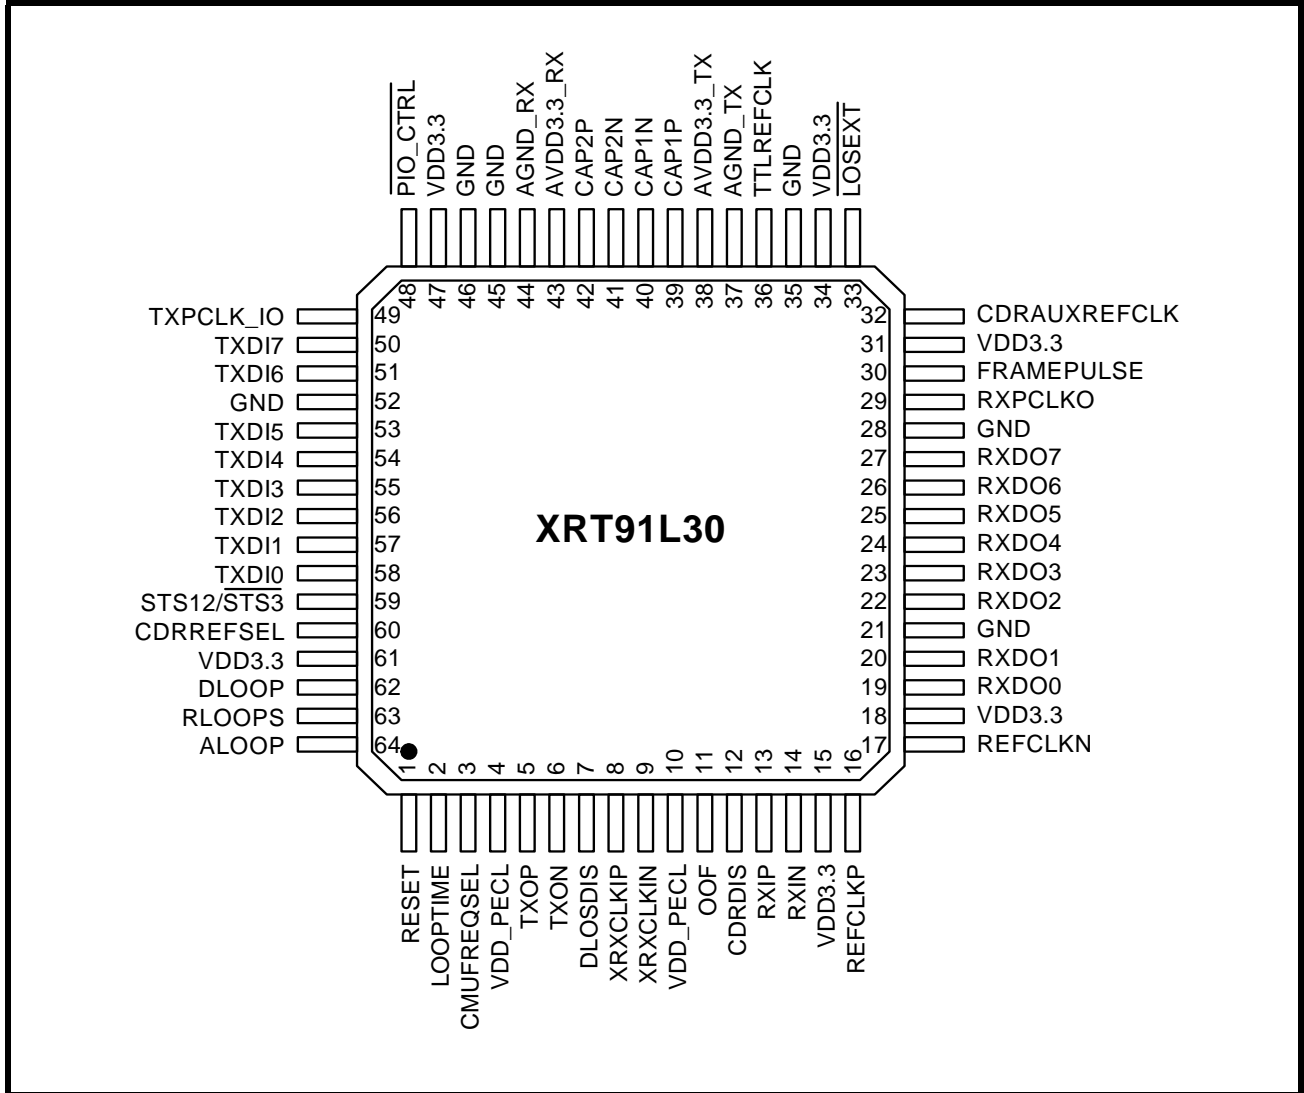 PIO_CTRL
VDD3.3
GND
GND
AGND_RX
AVDD3.3_RX
CAP2P
CAP2N
CAP1N
CAP1P
AVDD3.3_TX
AGND_TX
TTLREFCLK
GND
VDD3.3
LOSEXT
48
47
46
45
44
43
42
41
40
39
38
37
36
35
34
33
TXPCLK_IO 49
TXDI7 50
TXDI6 51
GND 52
TXDI5 53
TXDI4 54
TXDI3 55
TXDI2 56
TXDI1 57
TXDI0 58
STS12/STS3 59
CDRREFSEL 60
VDD3.3 61
DLOOP 62
RLOOPS 63
ALOOP 64
XRT91L30
32 CDRAUXREFCLK
31 VDD3.3
30 FRAMEPULSE
29 RXPCLKO
28 GND
27 RXDO7
26 RXDO6
25 RXDO5
24 RXDO4
23 RXDO3
22 RXDO2
21 GND
20 RXDO1
19 RXDO0
18 VDD3.3
17 REFCLKN
1
2
3
4
5
6
7
8
9
10
11
12
13
14
15
16
RESET
LOOPTIME
CMUFREQSEL
VDD_PECL
TXOP
TXON
DLOSDIS
XRXCLKIP
XRXCLKIN
VDD_PECL
OOF
CDRDIS
RXIP
RXIN
VDD3.3
REFCLKP